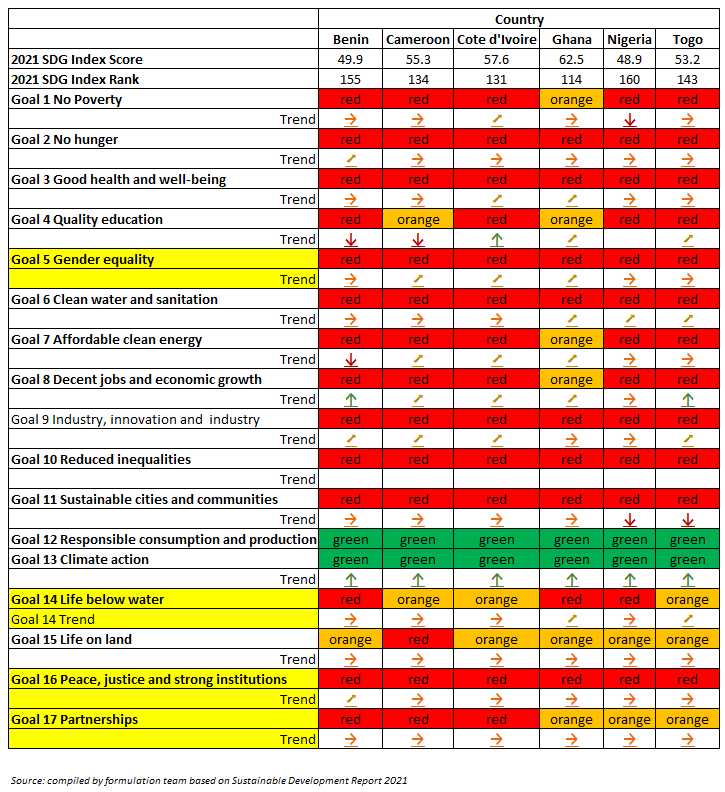 Country
Benin Cameroon Cote d'Ivoire Ghana Nigeria Togo
2021 SDG Index Score 49.9 55.3 57.6 62.5 48.9 53.2
2021 SDG Index Rank 155 134 131 114 160 143
Goal 1 No Poverty red red red orange red red
Trend → → ➚ → ↓ →
Goal 2 No hunger red red red red red red
Trend ➚ → → → → →
Goal 3 Good health and well-being red red red red red red
Trend → → ➚ ➚ → →
Goal 4 Quality education red orange red orange red red
Trend ↓ ↓ ↑ ➚ ➚
Goal 5 Gender equality red red red red red red
Trend → ➚ ➚ ➚ → →
Goal 6 Clean water and sanitation red red red red red red
Trend → → → ➚ ➚ ➚
Goal 7 Affordable clean energy red red red orange red red
Trend ↓ ➚ ➚ ➚ → →
Goal 8 Decent jobs and economic growth red red red orange red red
Trend ↑ ➚ ➚ ➚ → ↑
Goal 9 Industry, innovation and industry red red red red red red
Trend ➚ ➚ ➚ → → ➚
Goal 10 Reduced inequalities red red red red red red
Trend
Goal 11 Sustainable cities and communities red red red red red red
Trend → → → → ↓ ↓
Goal 12 Responsible consumption and production green green green green green green
Goal 13 Climate action green green green green green green
Trend ↑ ↑ ↑ ↑ ↑ ↑
Goal 14 Life below water red orange orange red red orange
Goal 14 Trend → → → ➚ → ➚
Goal 15 Life on land orange red orange orange orange orange
Trend → → → → → →
Goal 16 Peace, justice and strong institutions red red red red red red
Trend ➚ → → → → →
Goal 17 Partnerships red red red orange orange orange
Trend → → → → → →
Source: compiled by formulation team based on Sustainable Development Report 2021